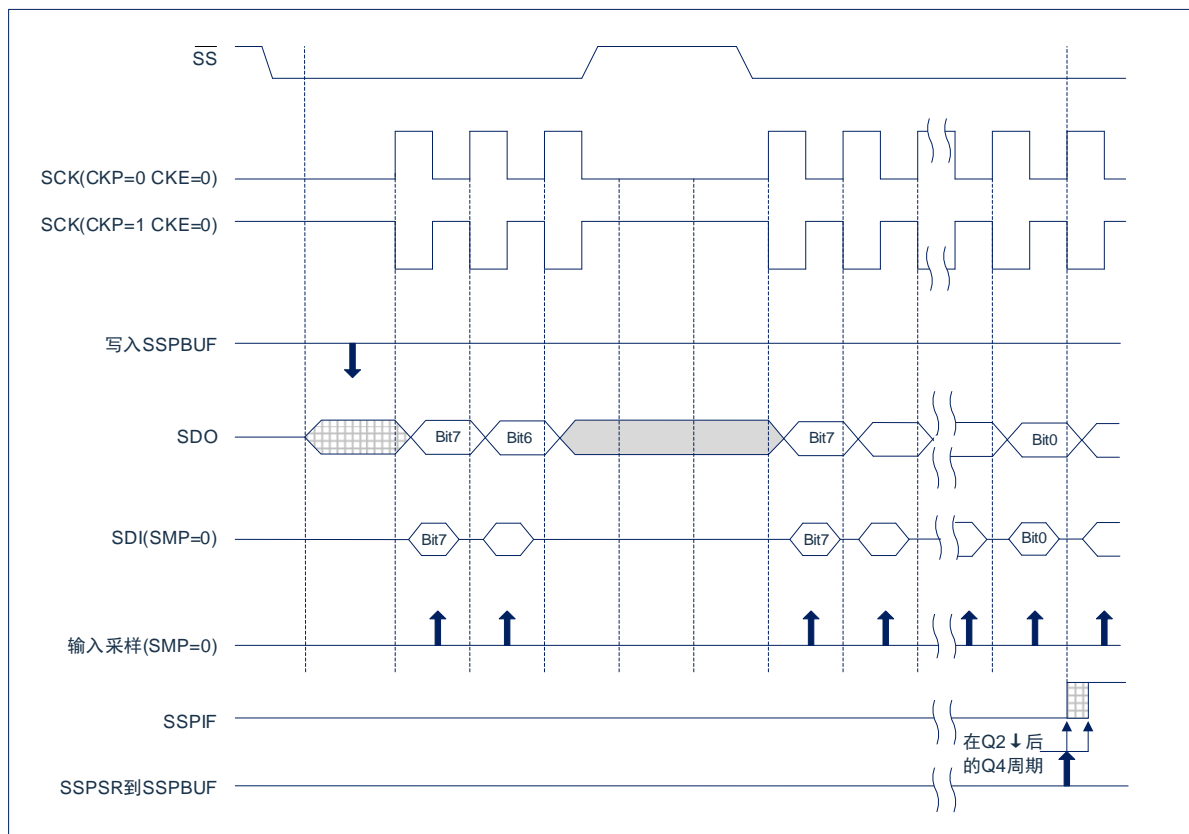 SS
SCK(CKP=0 CKE=0)
SCK(CKP=1 CKE=0)
写入SSPBUF
SDO
Bit7
Bit6
Bit7
Bit0
SDI(SMP=0)
Bit7
Bit7
Bit0
输入采样(SMP=0)
SSPIF
在Q2↓后
的Q4周期
SSPSR到SSPBUF